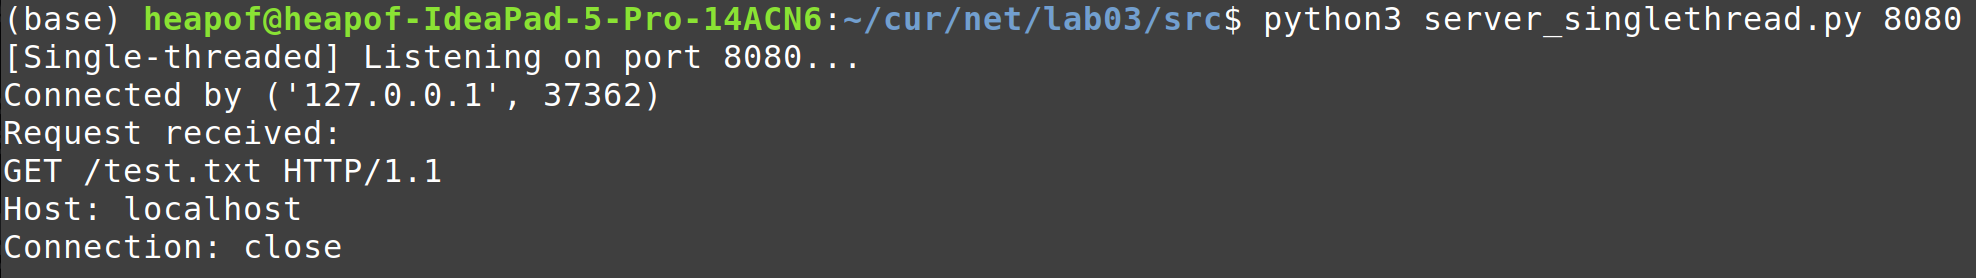 (base) heapof@heapof-IdeaPad-5-Pro-14ACN6:~/cur/net/lab03/src$ python3 server_singlethread.py 8080
[Single-threaded] Listening on port 8080...
Connected by ('127.0.0.1', 37362)
Request received:
GET /test.txt HTTP/1.1
Host: localhost
Connection: close